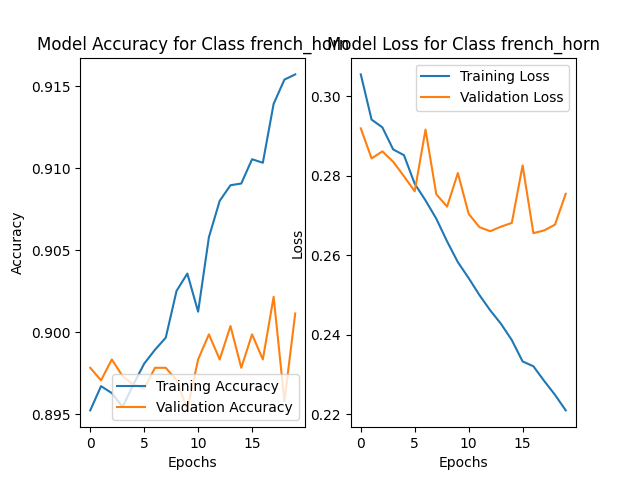 Model Accuracy for Class french_horn
Model Loss for Class french_horn
Accuracy
0.915
0.910
0.905
0.900
0.895
0 5 10 15
Epochs
Training Accuracy
Validation Accuracy
Loss
0.30
0.28
0.26
0.24
0.22
0 5 10 15
Epochs
Training Loss
Validation Loss